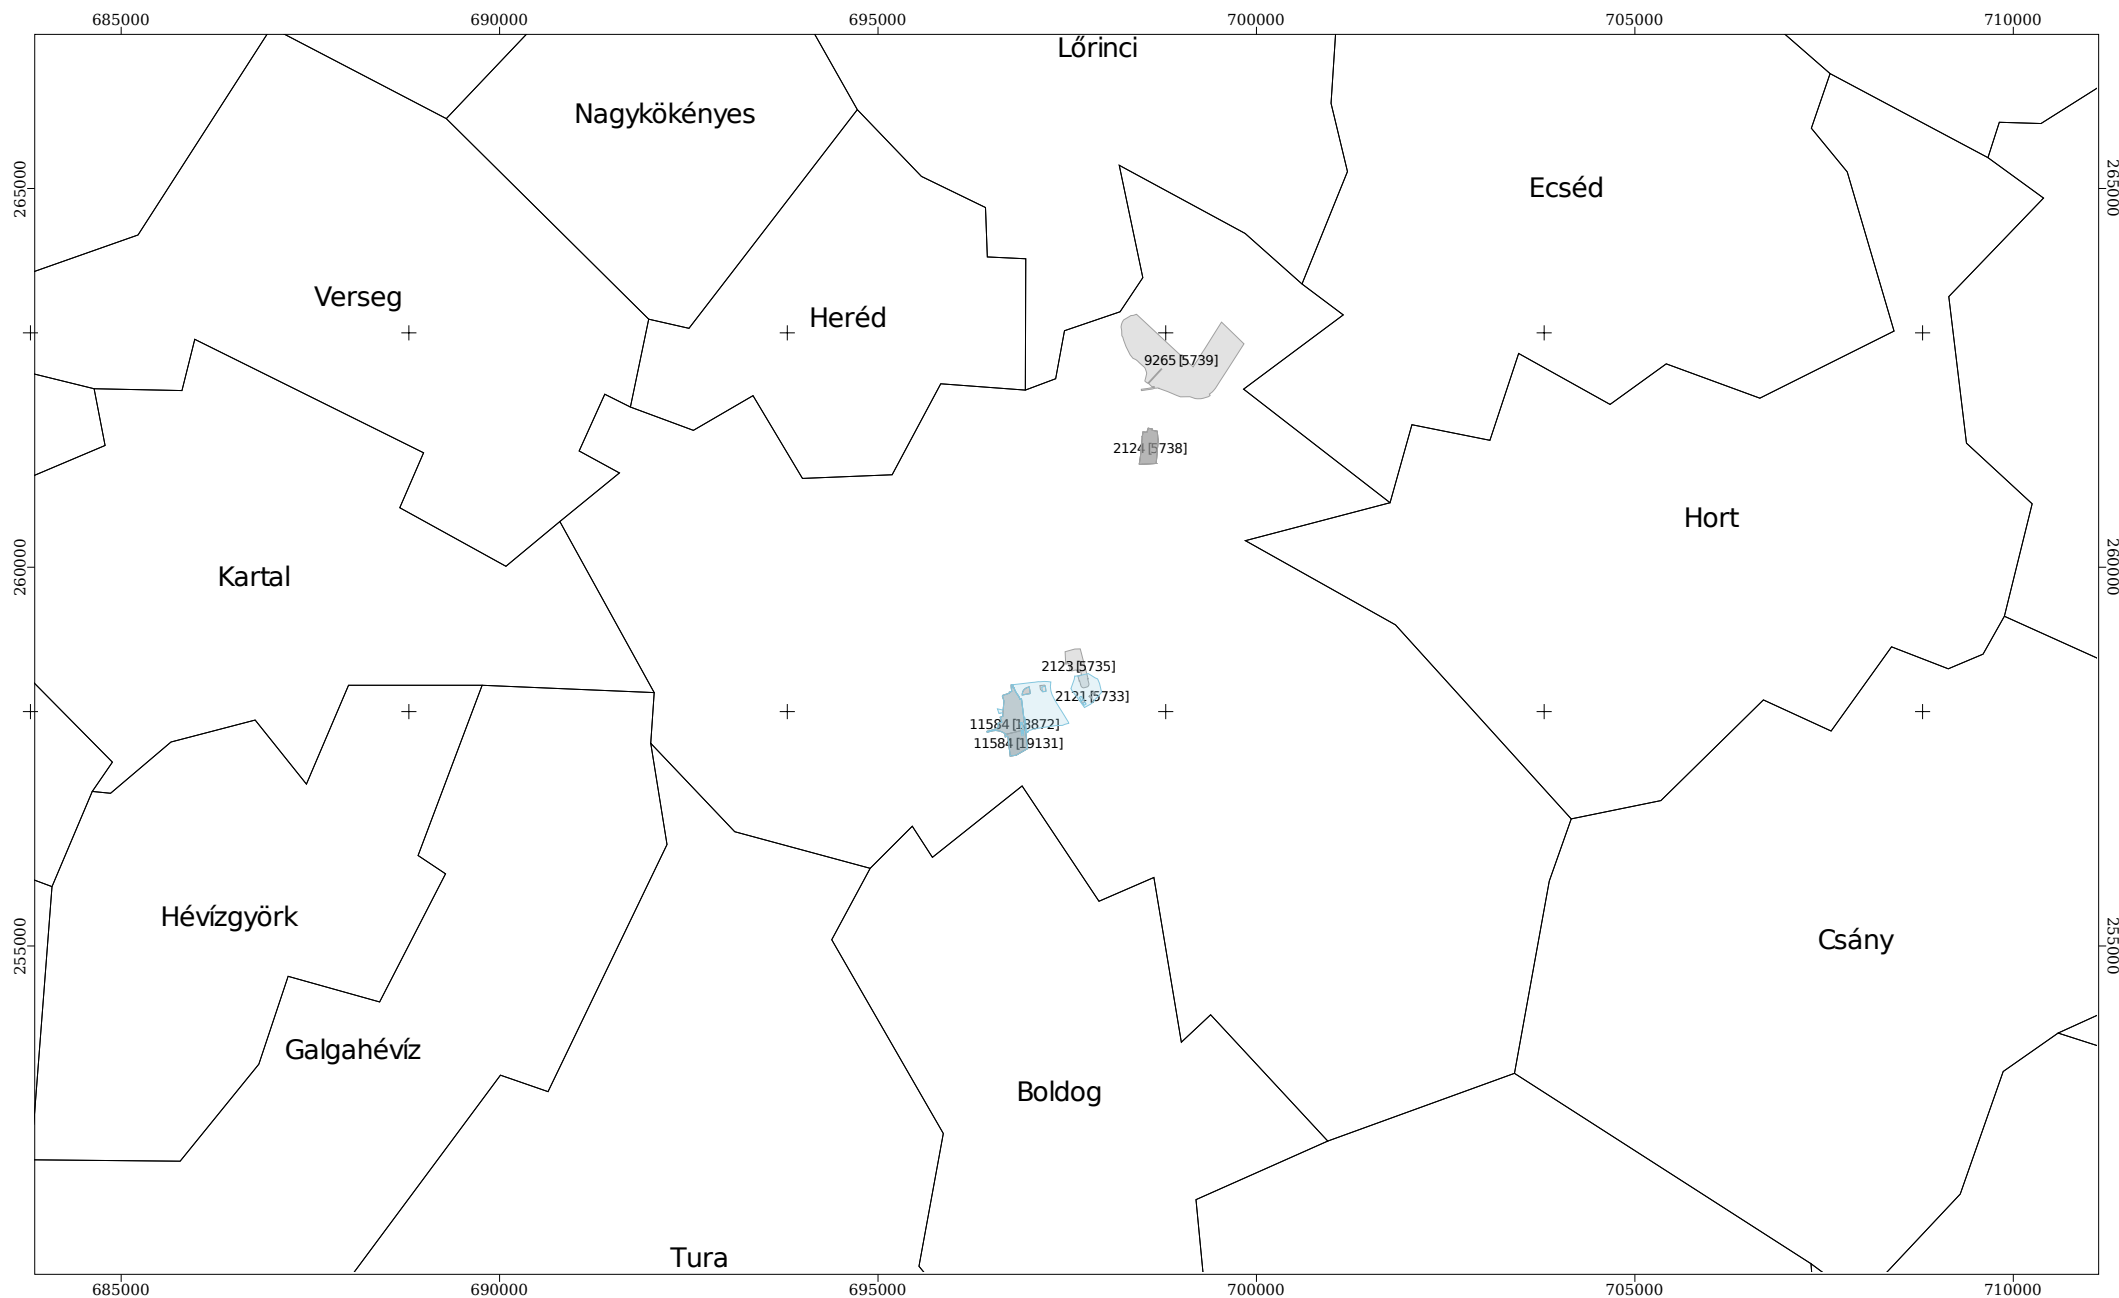 685000 690000 695000 700000 705000 710000
Lőrinci
Nagykökényes
265000
265000
Ecséd
Verseg
Heréd
9265 [5739]
2124 [5738]
Hort
260000
260000
Kartal
2123 [5735]
2121 [5733]
11584 [18872]
11584 [19131]
Hévízgyörk
255000
255000
Csány
Galgahévíz
Boldog
Tura
685000 690000 695000 700000 705000 710000